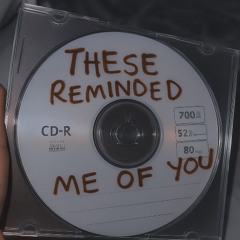 THESE
REMINDED
700
CD-R
52
80
ME OF YOU